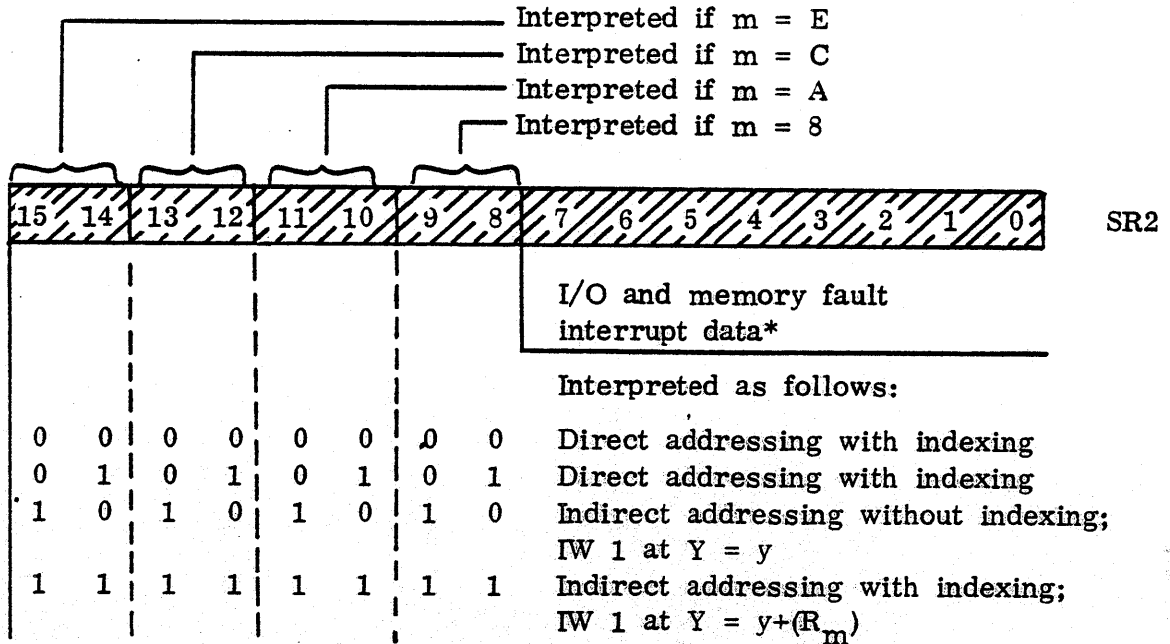 Interpreted if m = E
Interpreted if m = C
Interpreted if m = A
Interpreted if m = 8
15 14 13 12 11 10 9 8 7 6 5 4 3 2 1 0 SR2
I/O and memory fault
interrupt data*
Interpreted as follows:
0 0 0 0 0 0 0 0 Direct addressing with indexing
0 1 0 1 0 1 0 1 Direct addressing with indexing
1 0 1 0 1 0 1 0 Indirect addressing without indexing;
IW 1 at Y = y
1 1 1 1 1 1 1 1 Indirect addressing with indexing;
IW 1 at Y = y+(Rm)